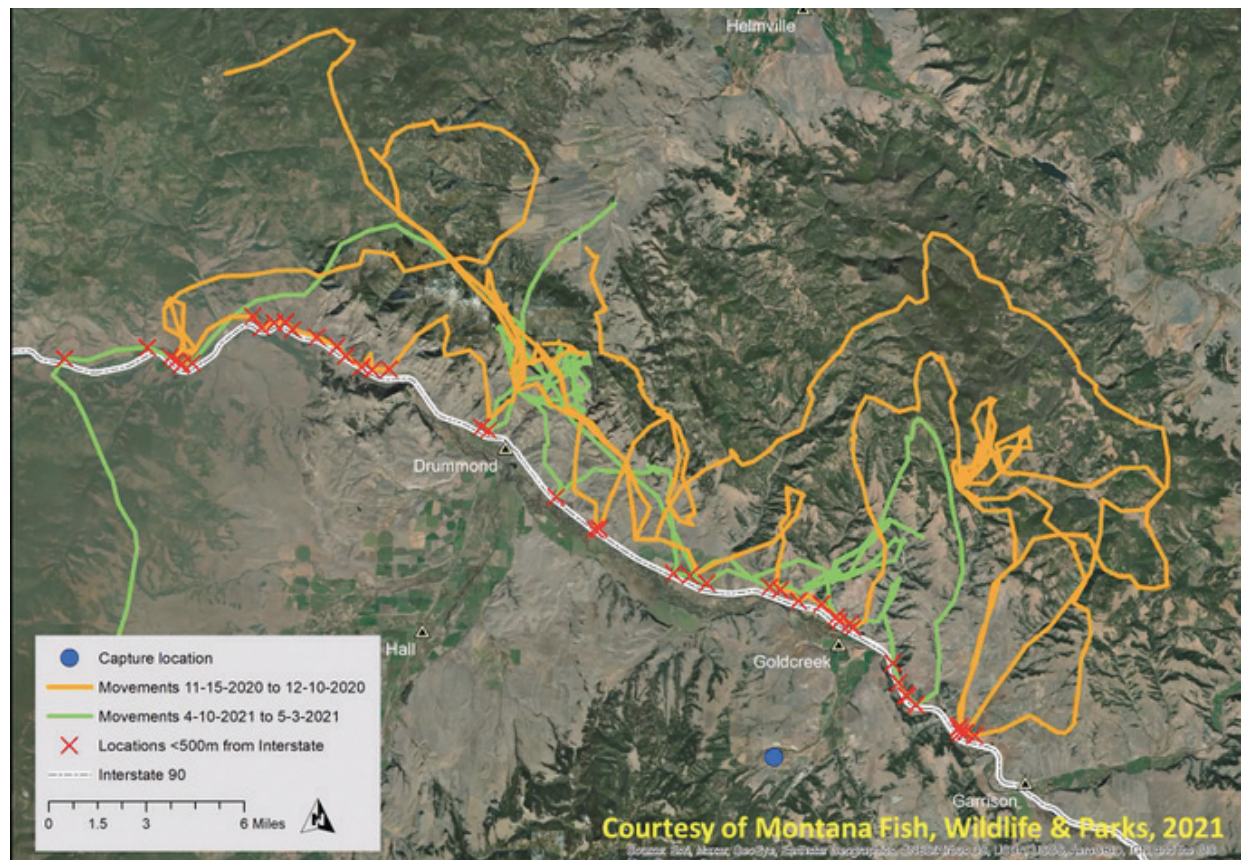 Helmville
Drummond
Hall
Goldcreek
Garrison
Capture location
Movements 11-15-2020 to 12-10-2020
Movements 4-10-2021 to 5-3-2021
Locations <500m from Interstate
Interstate 90
0 1.5 3 6 Miles
Courtesy of Montana Fish, Wildlife & Parks, 2021